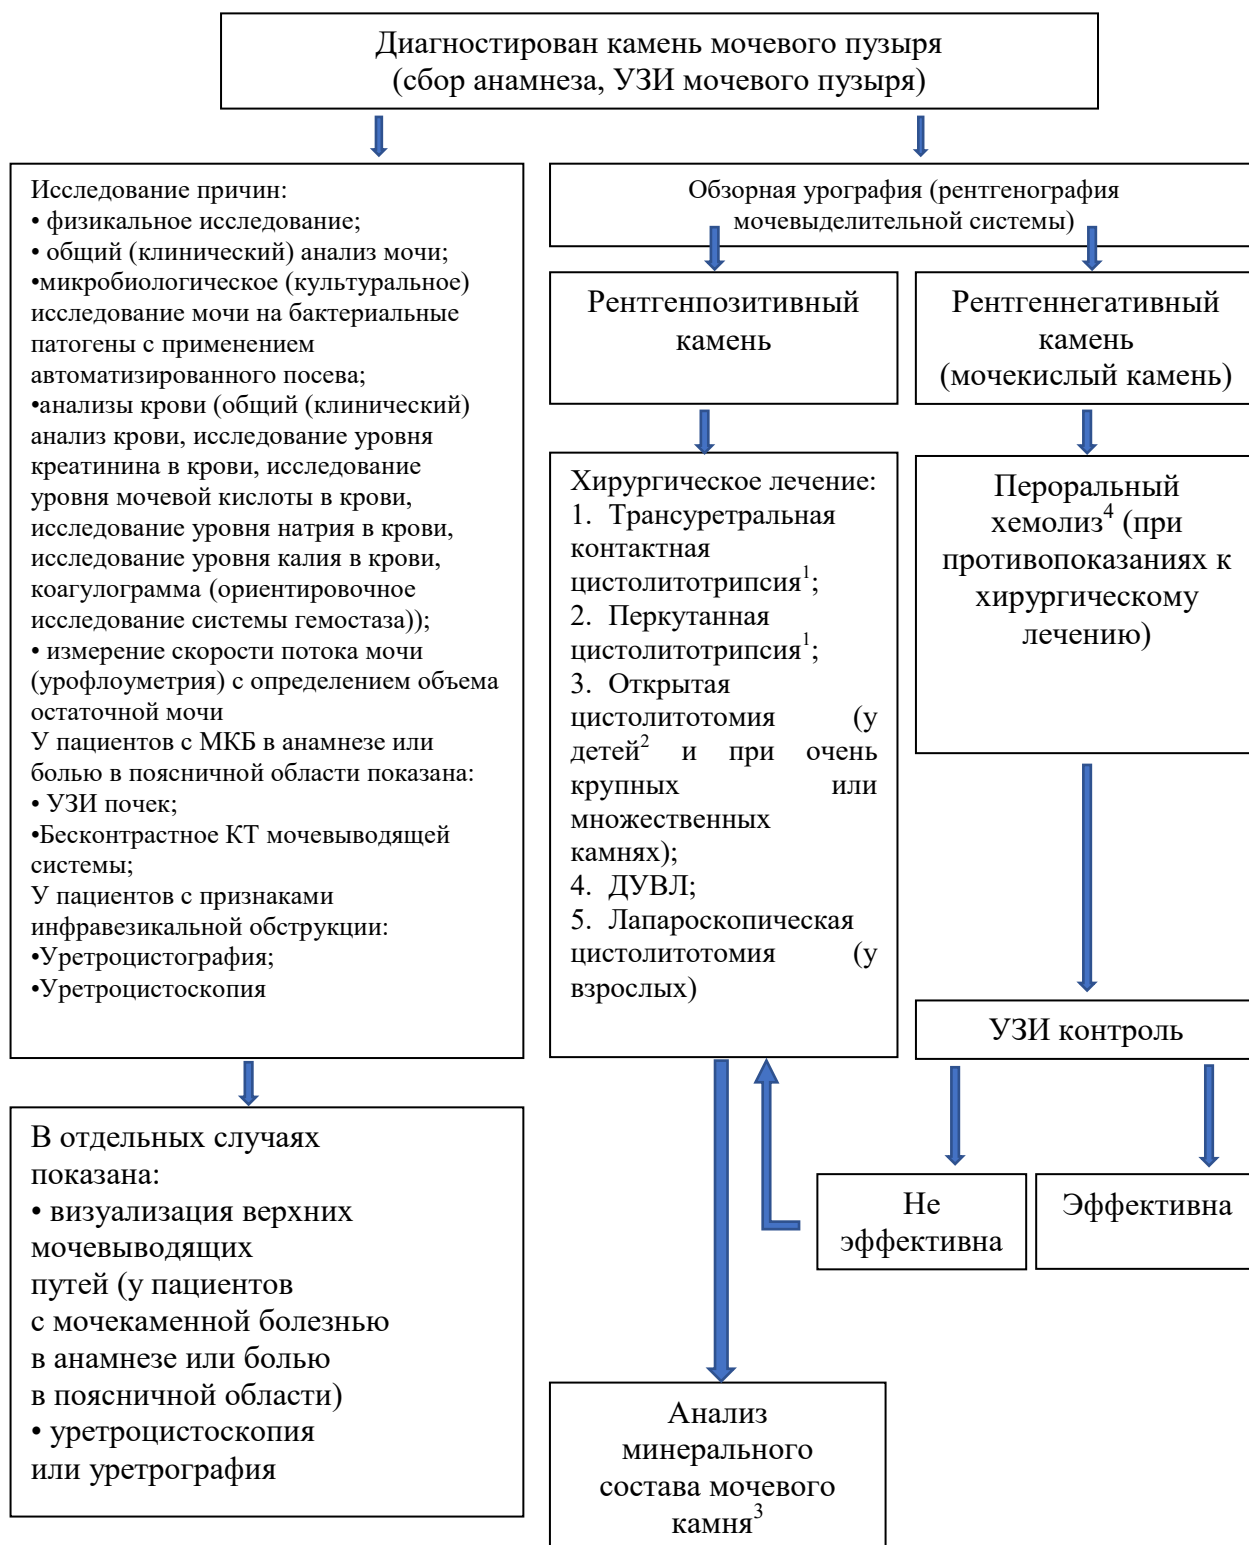 Диагностирован камень мочевого пузыря
(сбор анамнеза, УЗИ мочевого пузыря)
Исследование причин:
• физикальное исследование;
• общий (клинический) анализ мочи;
•микробиологическое (культуральное)
исследование мочи на бактериальные
патогены с применением
автоматизированного посева;
•анализы крови (общий (клинический)
анализ крови, исследование уровня
креатинина в крови, исследование
уровня мочевой кислоты в крови,
исследование уровня натрия в крови,
исследование уровня калия в крови,
коагулограмма (ориентировочное
исследование системы гемостаза));
• измерение скорости потока мочи
(урофлоуметрия) с определением объема
остаточной мочи
У пациентов с МКБ в анамнезе или
болью в поясничной области показана:
• УЗИ почек;
•Бесконтрастное КТ мочевыводящей
системы;
У пациентов с признаками
инфравезикальной обструкции:
•Уретроцистография;
•Уретроцистоскопия
В отдельных случаях
показана:
• визуализация верхних
мочевыводящих
путей (у пациентов
с мочекаменной болезнью
в анамнезе или болью
в поясничной области)
• уретроцистоскопия
или уретрография
Обзорная урография (рентгенография
мочевыделительной системы)
Рентгенпозитивный
камень
Хирургическое лечение:
1. Трансуретральная
контактная
цистолитотрипсия¹;
2. Перкутанная
цистолитотрипсия¹;
3. Открытая
цистолитотомия (у
детей² и при очень
крупных или
множественных
камнях);
4. ДУВЛ;
5. Лапароскопическая
цистолитотомия (у
взрослых)
Анализ
минерального
состава мочевого
камня³
Рентгеннегативный
камень
(мочекислый камень)
Пероральный
хемолиз⁴ (при
противопоказаниях к
хирургическому
лечению)
УЗИ контроль
Не
эффективна
Эффективна